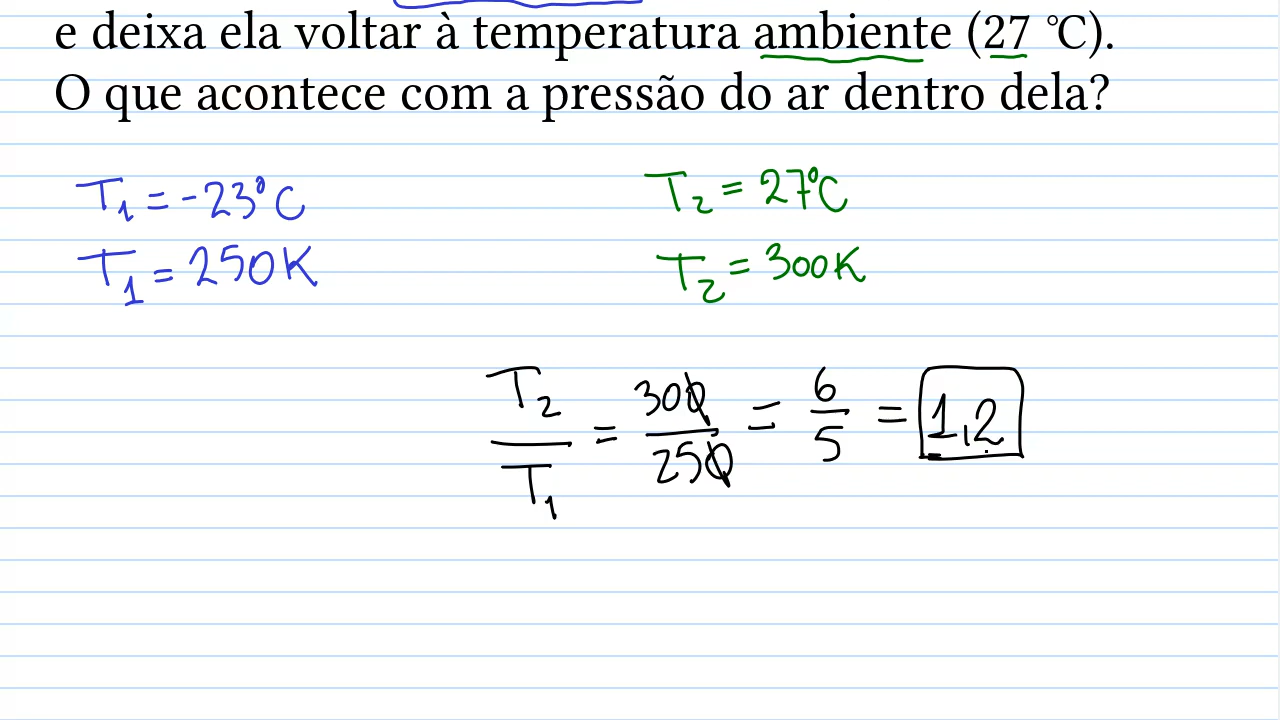 e deixa ela voltar à temperatura ambiente (27 °C).
O que acontece com a pressão do ar dentro dela?
T₁ = -23°C
T₂ = 27°C
T₁ = 250K
T₂ = 300K
T₂/T₁ = 300/250 = 6/5 = 1,2